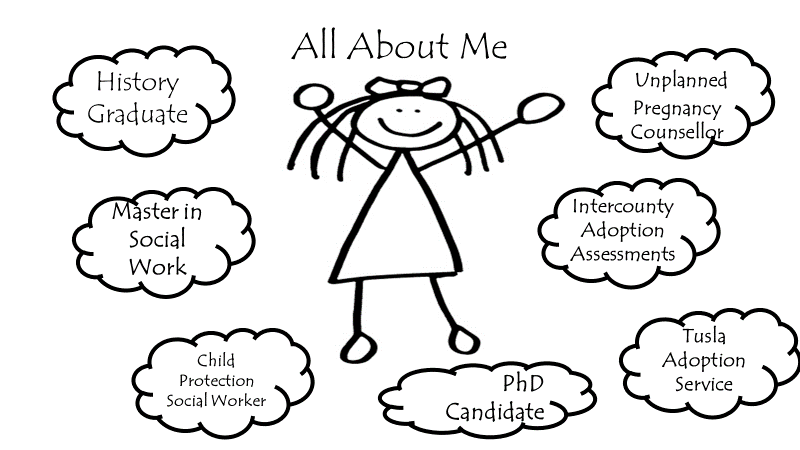 All About Me
History
Graduate
Unplanned
Pregnancy
Counsellor
Master in
Social
Work
Intercounty
Adoption
Assessments
Child
Protection
Social Worker
PhD
Candidate
Tusla
Adoption
Service